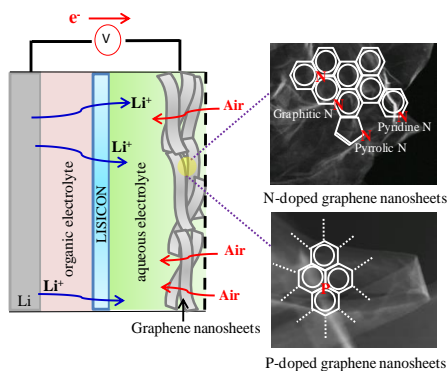 e-
V
Li+
Air
Graphitic N
N
N
N
Pyridine N
Pyrrolic N
Li+
N-doped graphene nanosheets
organic electrolyte
LISICON
aqueous electrolyte
Air
Li+
Li
Air
P
Graphene nanosheets
P-doped graphene nanosheets